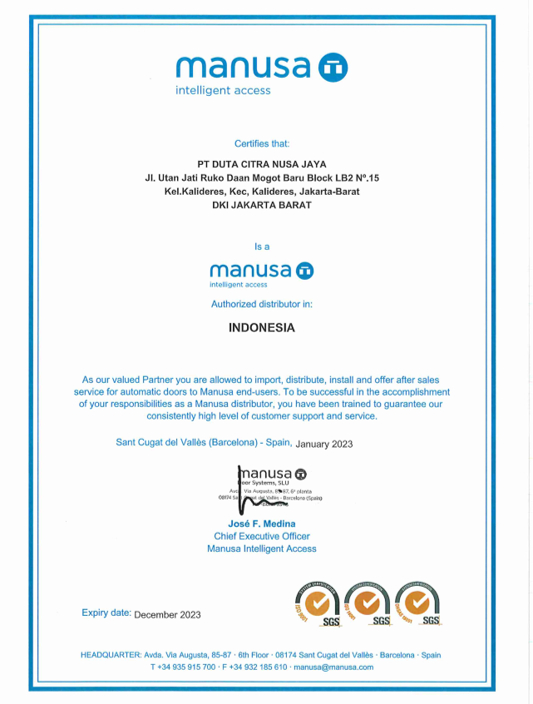 manusa
intelligent access
Certifies that:
PT DUTA CITRA NUSA JAYA
Jl. Utan Jati Ruko Daan Mogot Baru Block LB2 Nº.15
Kel.Kalideres, Kec, Kalideres, Jakarta-Barat
DKI JAKARTA BARAT
Is a
manusa
intelligent access
Authorized distributor in:
INDONESIA
As our valued Partner you are allowed to import, distribute, install and offer after sales
service for automatic doors to Manusa end-users. To be successful in the accomplishment
of your responsibilities as a Manusa distributor, you have been trained to guarantee our
consistently high level of customer support and service.
Sant Cugat del Vallès (Barcelona) - Spain, January 2023
manusa
oor Systems, SLU
Avda. Via Augusta, 85-87, 6ª planta
08174 Sant Cugat del Vallès - Barcelona (Spain)
José F. Medina
Chief Executive Officer
Manusa Intelligent Access
Expiry date: December 2023
SGS SGS SGS
HEADQUARTER: Avda. Via Augusta, 85-87 · 6th Floor · 08174 Sant Cugat del Vallès · Barcelona · Spain
T +34 935 915 700 · F +34 932 185 610 · manusa@manusa.com